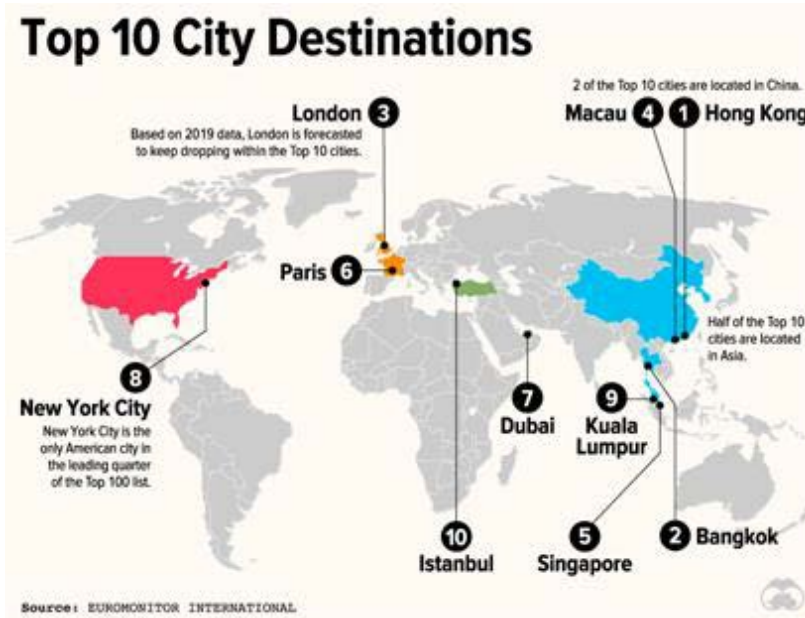 Top 10 City Destinations
2 of the Top 10 cities are located in China.
London 3
Based on 2019 data, London is forecasted
to keep dropping within the Top 10 cities.
Macau 4
1 Hong Kong
Paris 6
Half of the Top 10
cities are located
in Asia.
8
New York City
New York City is the
only American city in
the leading quarter
of the Top 100 list.
7
Dubai
9
Kuala
Lumpur
10
Istanbul
5
Singapore
2 Bangkok
Source: EUROMONITOR INTERNATIONAL